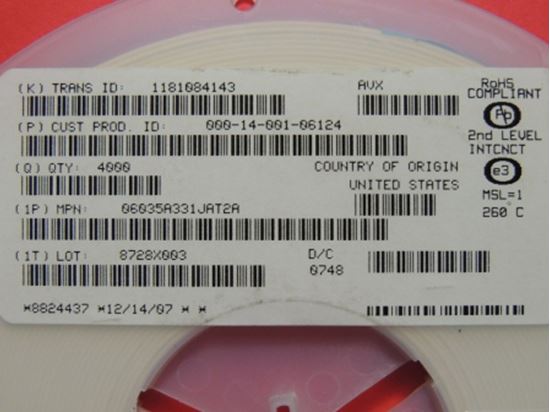 (K) TRANS ID: 1181084143
AVX
RoHS
COMPLIANT
Pb
(P) CUST PROD. ID: 000-14-001-06124
2nd LEVEL
INTCNCT
e3
(Q) QTY: 4000
COUNTRY OF ORIGIN
UNITED STATES
MSL=1
260°C
(1P) MPN: 06035A331JAT2A
(1T) LOT: 8728X003
D/C
0748
*8824437 *12/14/07 * *